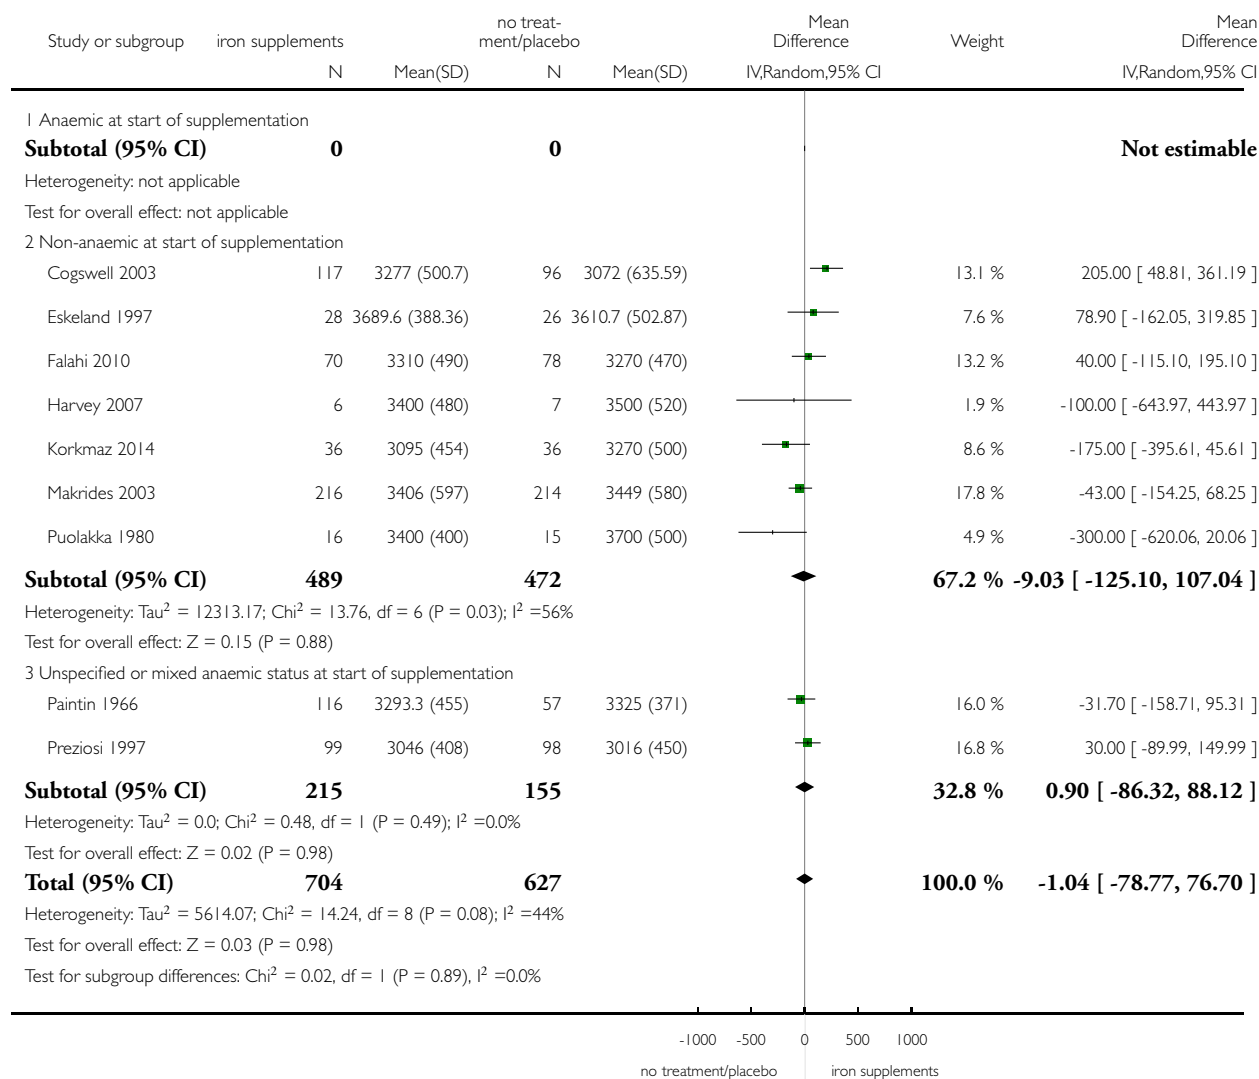 Study or subgroup iron supplements no treat- ment/placebo Mean Difference Weight Mean Difference
N Mean(SD) N Mean(SD) IV,Random,95% CI IV,Random,95% CI
1 Anaemic at start of supplementation
Subtotal (95% CI) 0 0 Not estimable
Heterogeneity: not applicable
Test for overall effect: not applicable
2 Non-anaemic at start of supplementation
Cogswell 2003 117 3277 (500.7) 96 3072 (635.59) 13.1 % 205.00 [ 48.81, 361.19 ]
Eskeland 1997 28 3689.6 (388.36) 26 3610.7 (502.87) 7.6 % 78.90 [ -162.05, 319.85 ]
Falahi 2010 70 3310 (490) 78 3270 (470) 13.2 % 40.00 [ -115.10, 195.10 ]
Harvey 2007 6 3400 (480) 7 3500 (520) 1.9 % -100.00 [ -643.97, 443.97 ]
Korkmaz 2014 36 3095 (454) 36 3270 (500) 8.6 % -175.00 [ -395.61, 45.61 ]
Makrides 2003 216 3406 (597) 214 3449 (580) 17.8 % -43.00 [ -154.25, 68.25 ]
Puolakka 1980 16 3400 (400) 15 3700 (500) 4.9 % -300.00 [ -620.06, 20.06 ]
Subtotal (95% CI) 489 472 67.2 % -9.03 [ -125.10, 107.04 ]
Heterogeneity: Tau² = 12313.17; Chi² = 13.76, df = 6 (P = 0.03); I² =56%
Test for overall effect: Z = 0.15 (P = 0.88)
3 Unspecified or mixed anaemic status at start of supplementation
Paintin 1966 116 3293.3 (455) 57 3325 (371) 16.0 % -31.70 [ -158.71, 95.31 ]
Preziosi 1997 99 3046 (408) 98 3016 (450) 16.8 % 30.00 [ -89.99, 149.99 ]
Subtotal (95% CI) 215 155 32.8 % 0.90 [ -86.32, 88.12 ]
Heterogeneity: Tau² = 0.0; Chi² = 0.48, df = 1 (P = 0.49); I² =0.0%
Test for overall effect: Z = 0.02 (P = 0.98)
Total (95% CI) 704 627 100.0 % -1.04 [ -78.77, 76.70 ]
Heterogeneity: Tau² = 5614.07; Chi² = 14.24, df = 8 (P = 0.08); I² =44%
Test for overall effect: Z = 0.03 (P = 0.98)
Test for subgroup differences: Chi² = 0.02, df = 1 (P = 0.89), I² =0.0%
-1000 -500 0 500 1000
no treatment/placebo iron supplements